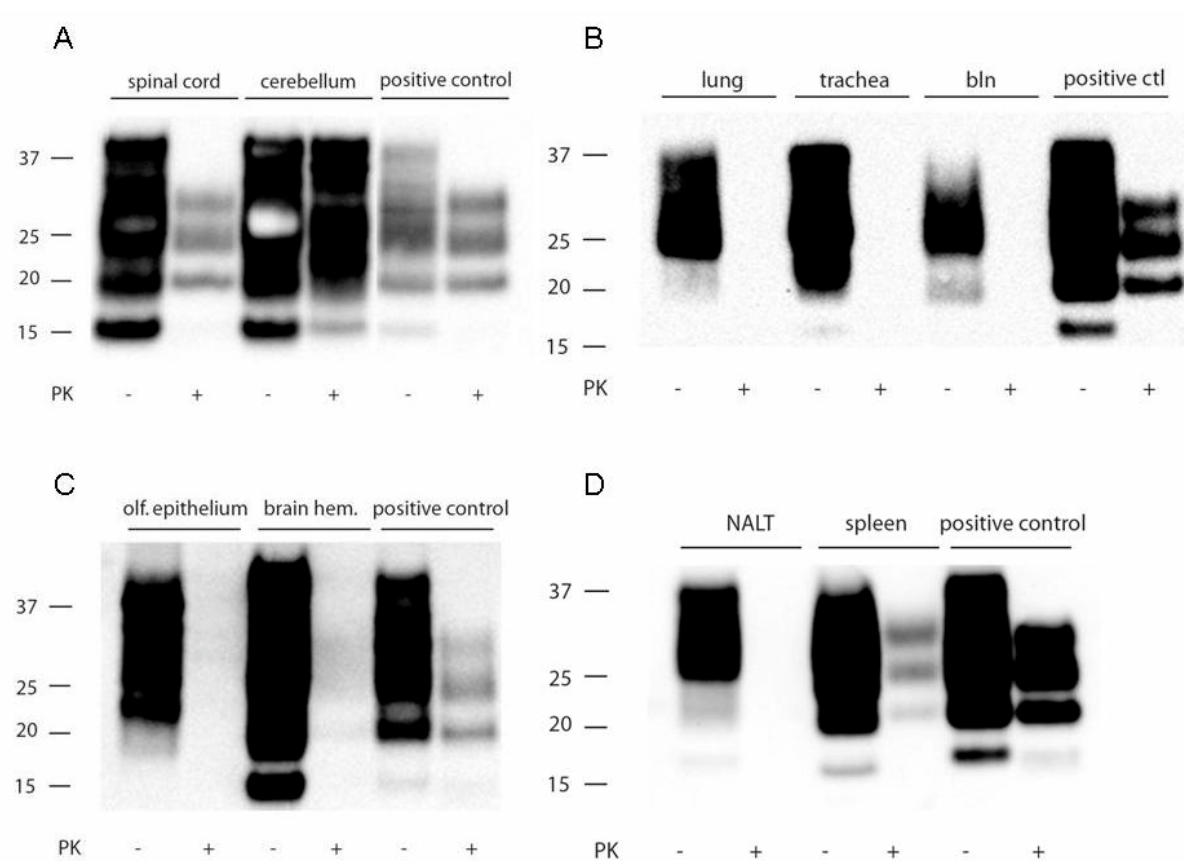 A
spinal cord cerebellum positive control
37
25
20
15
PK - + - + - +
B
lung trachea bln positive ctl
37
25
20
15
PK - + - + - + - +
C
olf. epithelium brain hem. positive control
37
25
20
15
PK - + - + - +
D
NALT spleen positive control
37
25
20
15
PK - + - + - +